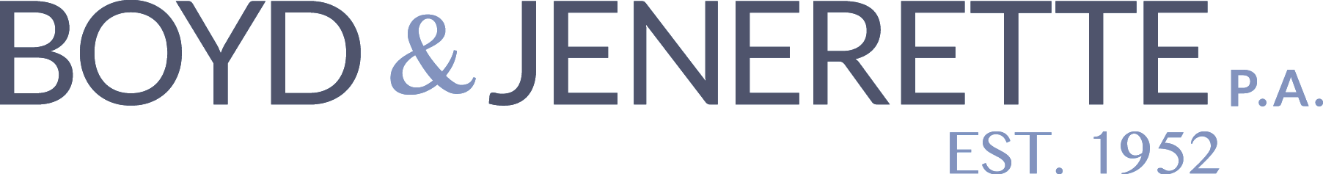 BOYD & JENERETTE P.A.
EST. 1952